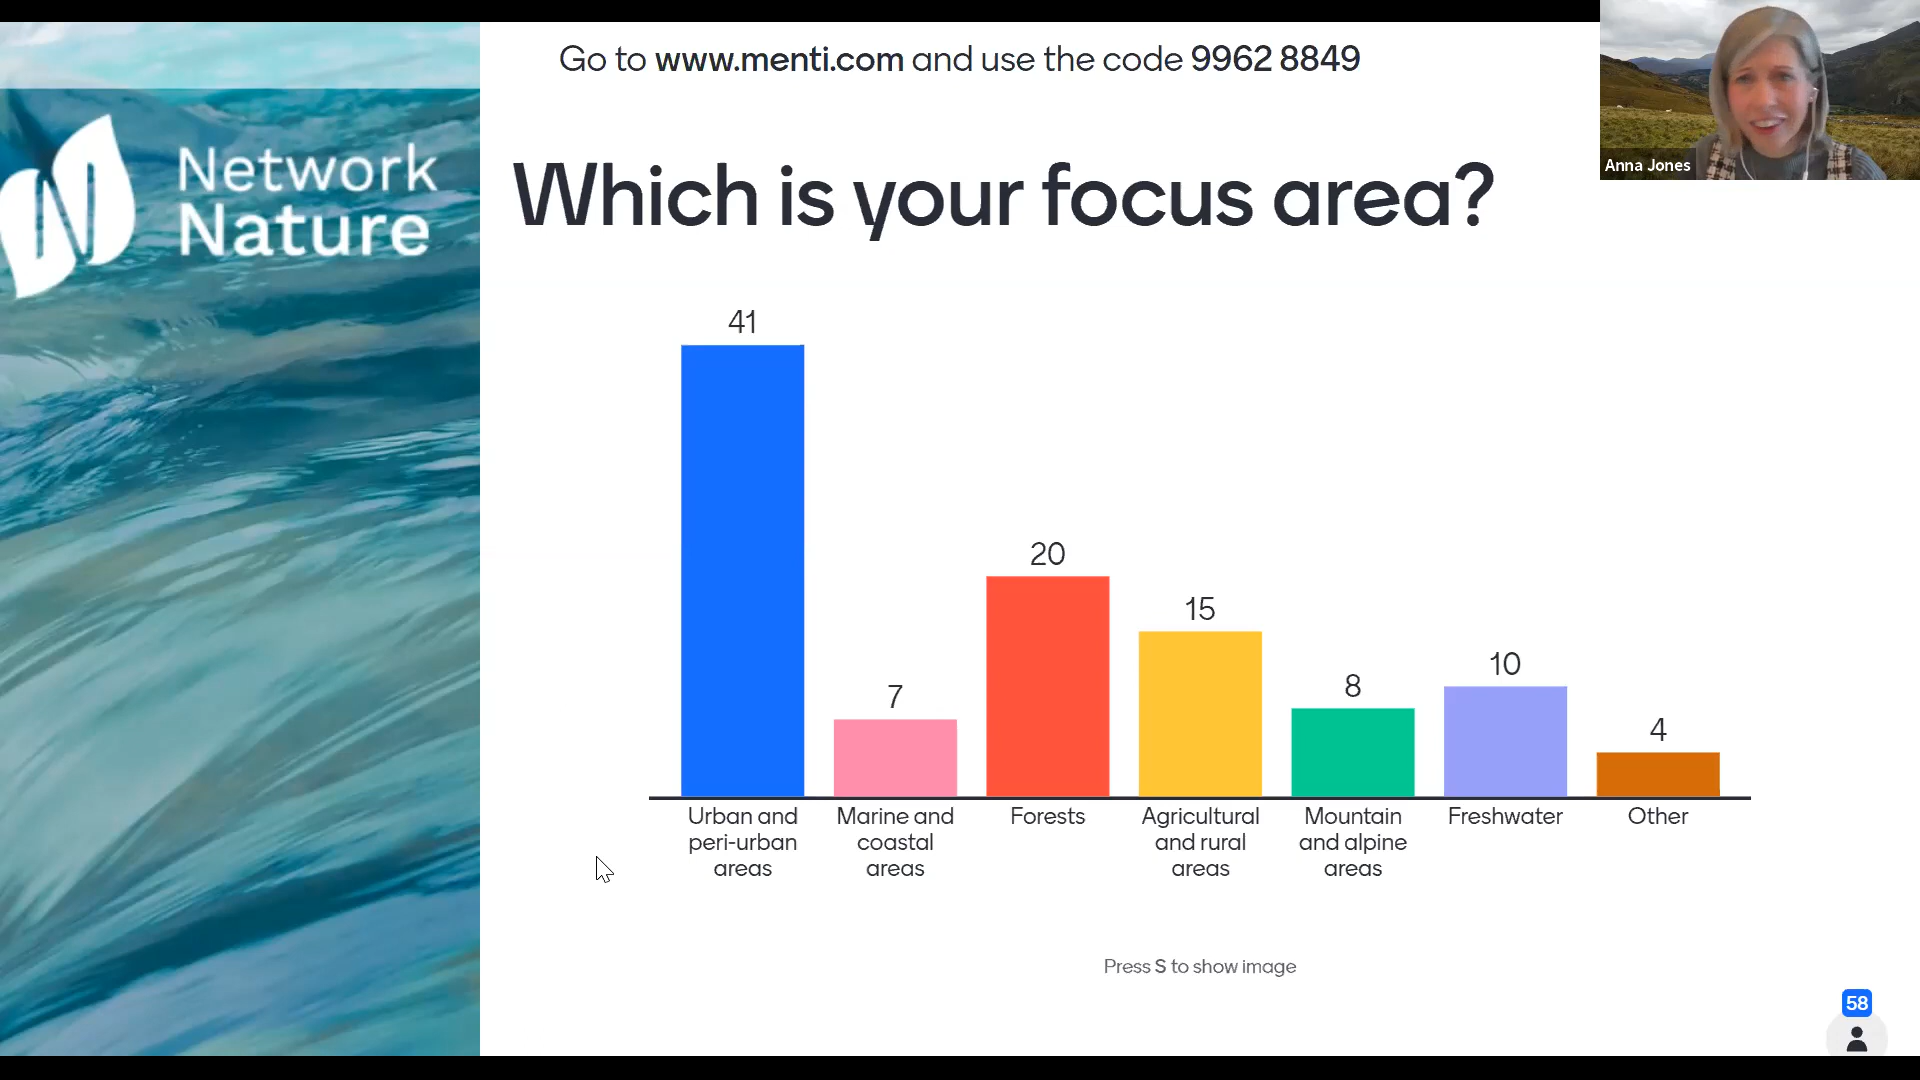 Go to www.menti.com and use the code 9962 8849
Network
Nature
Anna Jones
Which is your focus area?
41
7
20
15
8
10
4
Urban and
peri-urban
areas
Marine and
coastal
areas
Forests
Agricultural
and rural
areas
Mountain
and alpine
areas
Freshwater
Other
Press S to show image
58